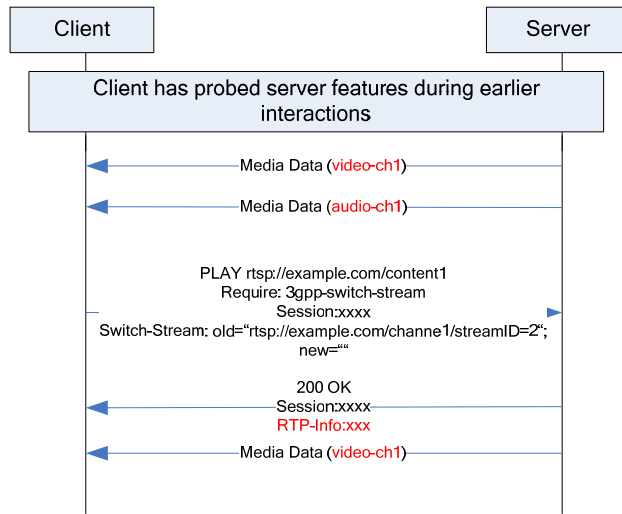 Client
Server
Client has probed server features during earlier
interactions
Media Data (video-ch1)
Media Data (audio-ch1)
PLAY rtsp://example.com/content1
Require: 3gpp-switch-stream
Session:xxxx
Switch-Stream: old=“rtsp://example.com/channe1/streamID=2“;
new=““
200 OK
Session:xxxx
RTP-Info:xxx
Media Data (video-ch1)